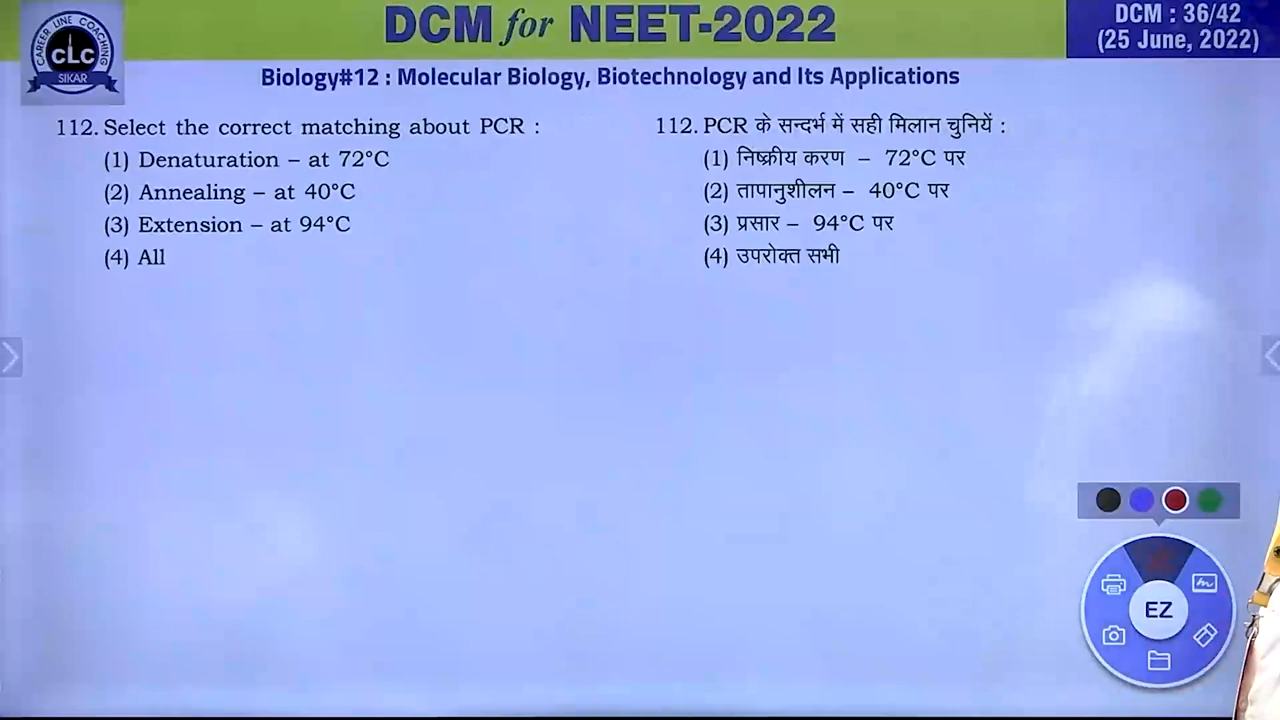 CAREER LINE COACHING
CLC
SIKAR
DCM for NEET-2022
DCM : 36/42
(25 June, 2022)
Biology#12 : Molecular Biology, Biotechnology and Its Applications
112. Select the correct matching about PCR :
(1) Denaturation – at 72°C
(2) Annealing – at 40°C
(3) Extension – at 94°C
(4) All
112. PCR के सन्दर्भ में सही मिलान चुनियें :
(1) निष्क्रीय करण – 72°C पर
(2) तापानुशीलन – 40°C पर
(3) प्रसार – 94°C पर
(4) उपरोक्त सभी
EZ